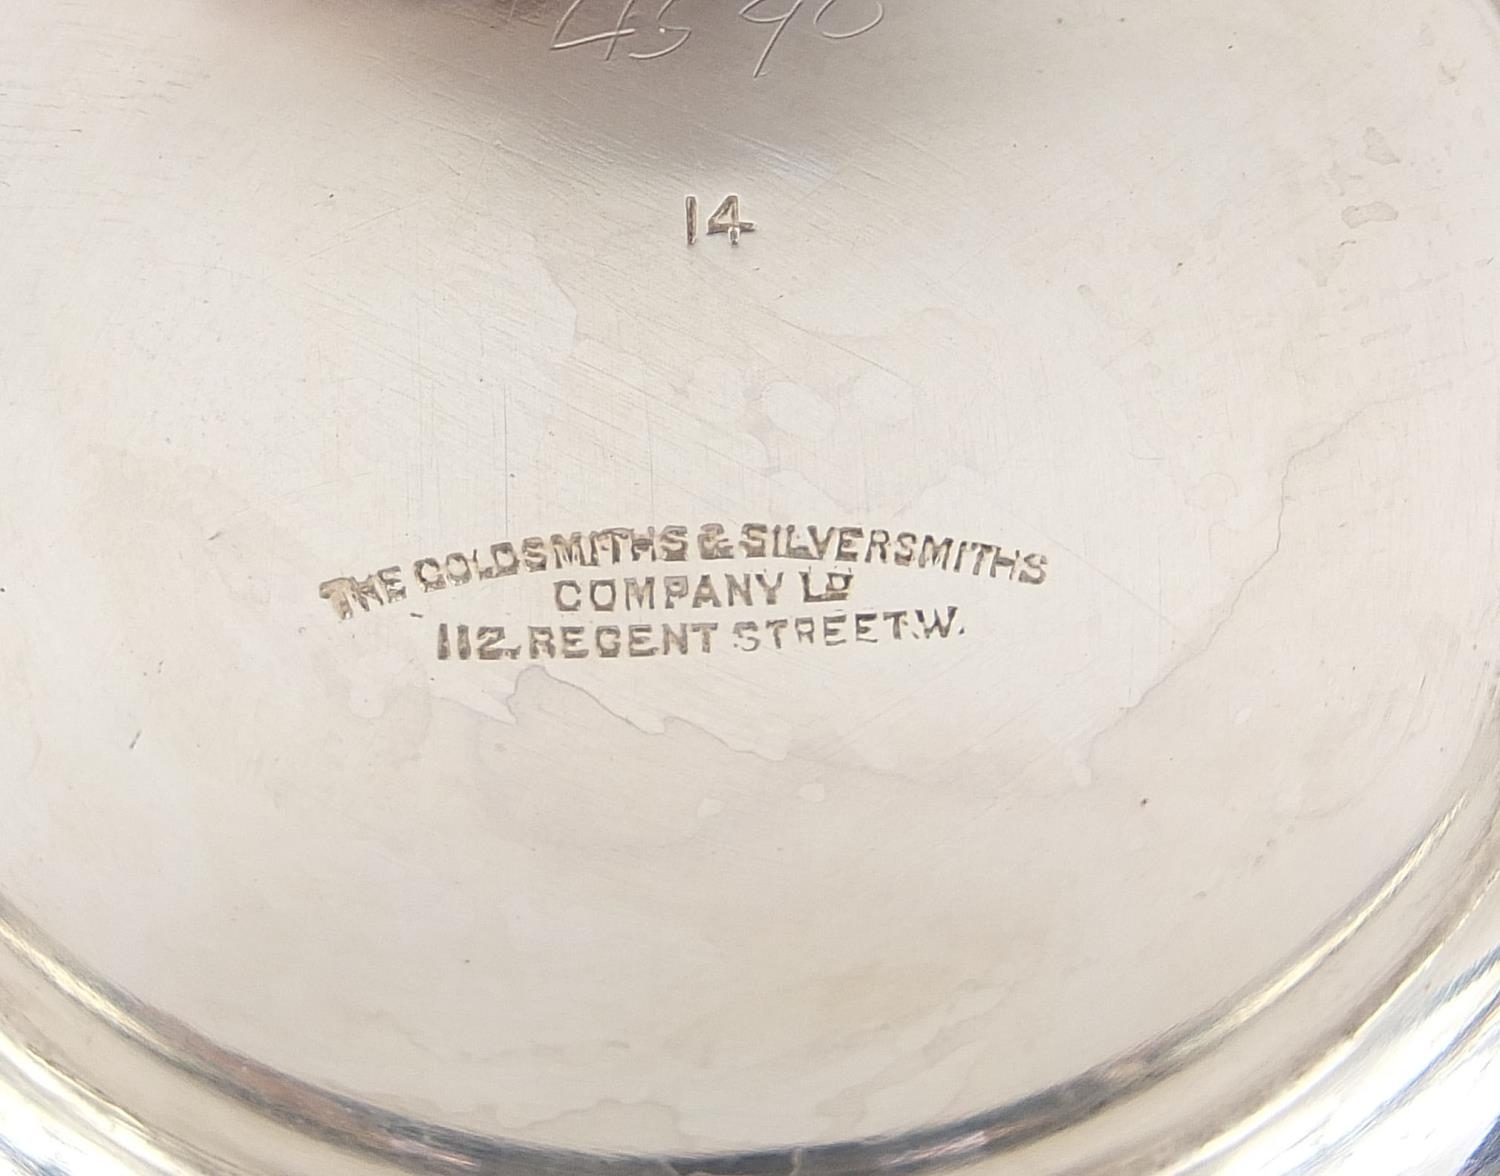 4590
14
THE GOLDSMITHS & SILVERSMITHS
COMPANY LD
112, REGENT STREET.W.